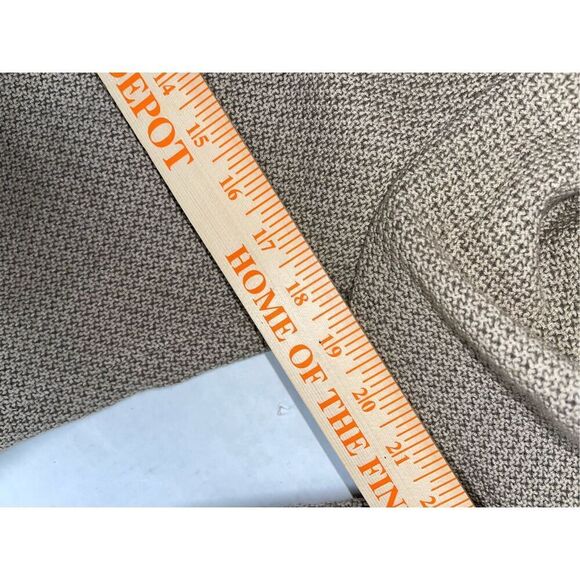 14 15 16 17 18 19 20 21
DEPOT HOME OF THE FIN